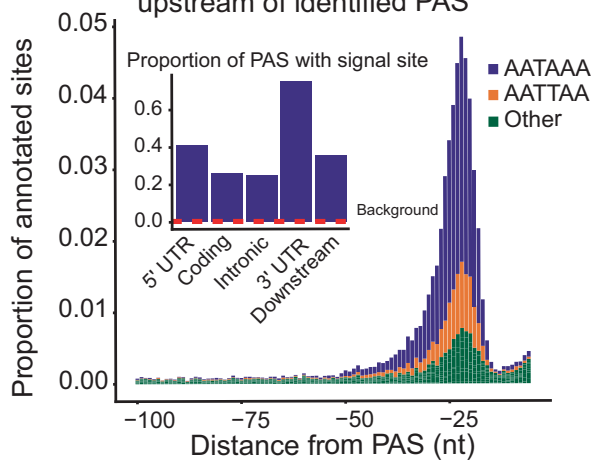 upstream of identified PAS
0.05
Proportion of PAS with signal site
AATAAA
AATTAA
Other
0.04
0.6
0.4
0.03
0.2
0.0
Background
0.02
5' UTR
Coding
Intronic
3' UTR
Downstream
0.01
0.00
Proportion of annotated sites
−100
−75
−50
−25
Distance from PAS (nt)